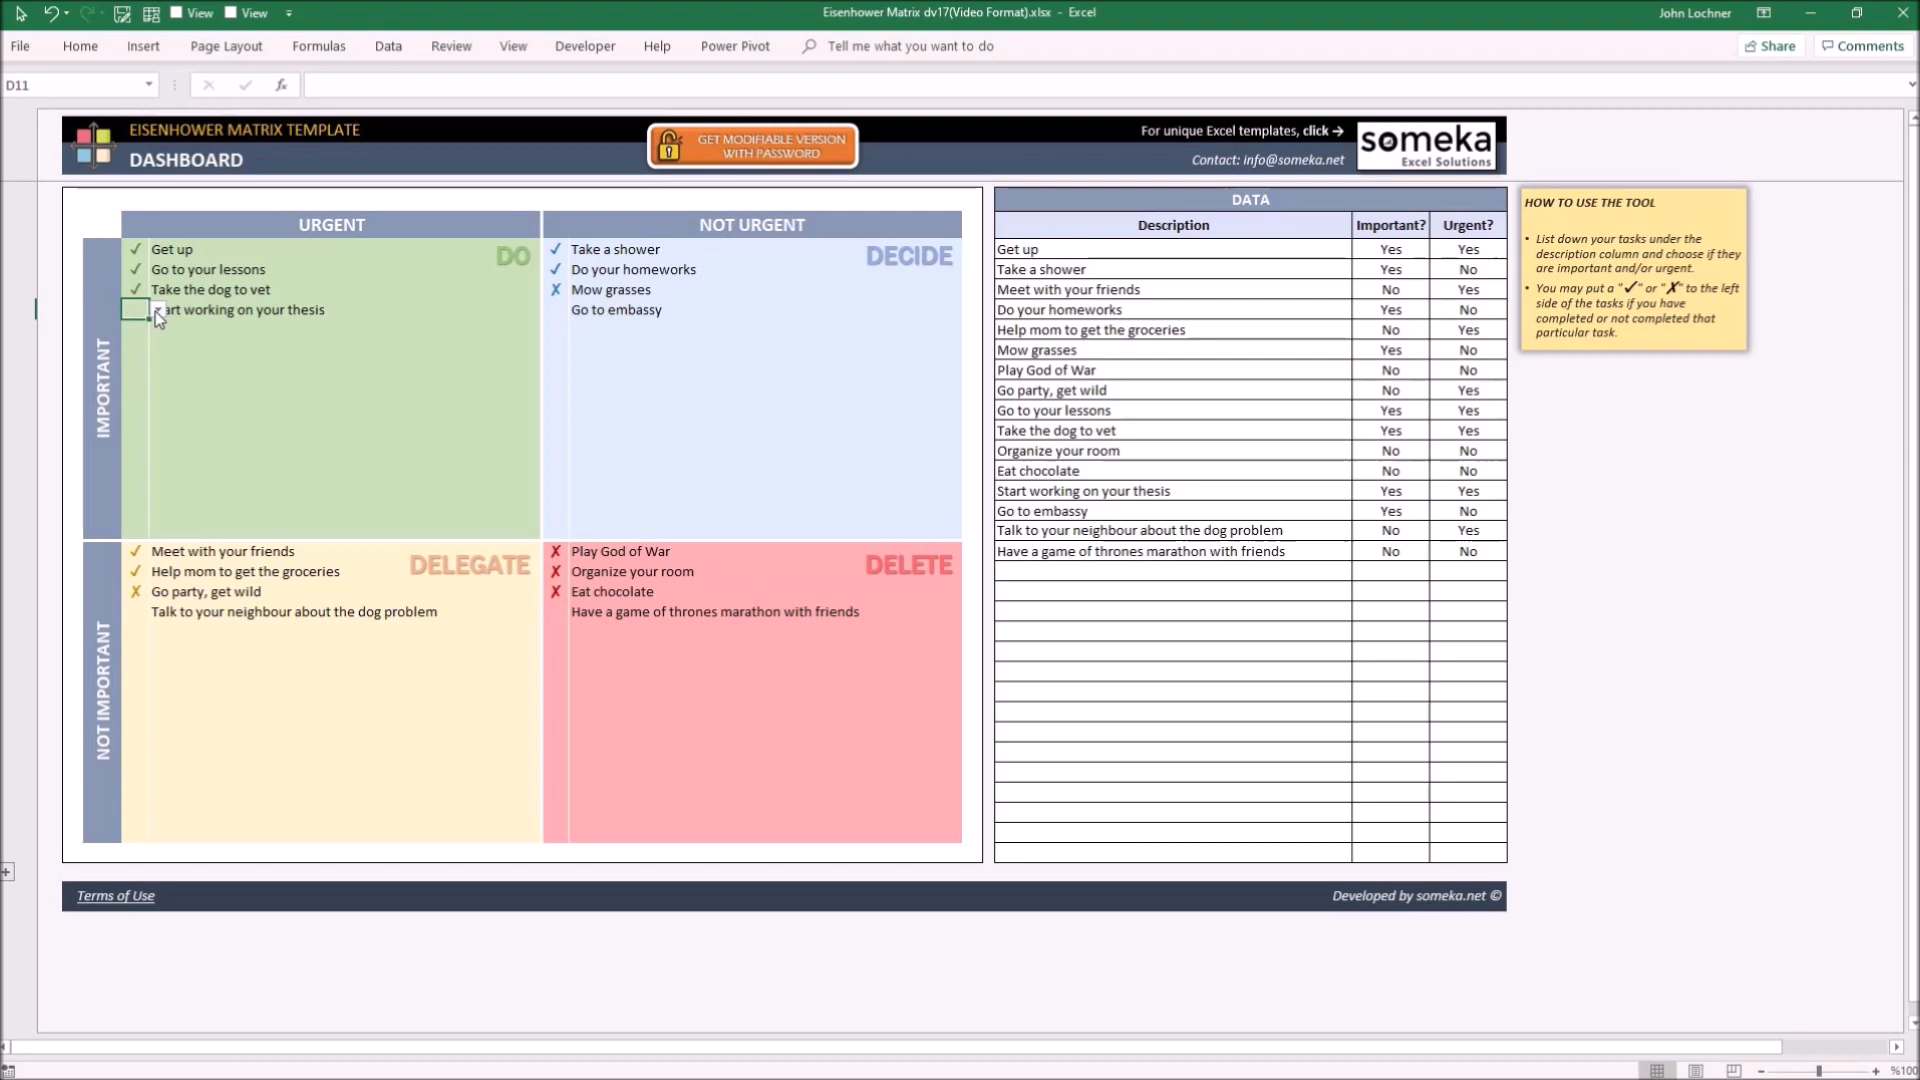 View
View
Eisenhower Matrix dv17(Video Format).xlsx - Excel
John Lochner
File
Home
Insert
Page Layout
Formulas
Data
Review
View
Developer
Help
Power Pivot
Tell me what you want to do
Share
Comments
D11
fx
EISENHOWER MATRIX TEMPLATE
DASHBOARD
GET MODIFIABLE VERSION
WITH PASSWORD
For unique Excel templates, click →
Contact: info@someka.net
someka
Excel Solutions
URGENT
NOT URGENT
IMPORTANT
✓ Get up
✓ Go to your lessons
✓ Take the dog to vet
art working on your thesis
DO
✓ Take a shower
✓ Do your homeworks
✗ Mow grasses
Go to embassy
DECIDE
NOT IMPORTANT
✓ Meet with your friends
✓ Help mom to get the groceries
✗ Go party, get wild
Talk to your neighbour about the dog problem
DELEGATE
✗ Play God of War
✗ Organize your room
✗ Eat chocolate
Have a game of thrones marathon with friends
DELETE
DATA
Description Important? Urgent?
Get up Yes Yes
Take a shower Yes No
Meet with your friends No Yes
Do your homeworks Yes No
Help mom to get the groceries No Yes
Mow grasses Yes No
Play God of War No No
Go party, get wild No Yes
Go to your lessons Yes Yes
Take the dog to vet Yes Yes
Organize your room No No
Eat chocolate No No
Start working on your thesis Yes Yes
Go to embassy Yes No
Talk to your neighbour about the dog problem No Yes
Have a game of thrones marathon with friends No No
HOW TO USE THE TOOL
• List down your tasks under the
description column and choose if they
are important and/or urgent.
• You may put a "✓" or "✗" to the left
side of the tasks if you have
completed or not completed that
particular task.
Terms of Use
Developed by someka.net ©
%100